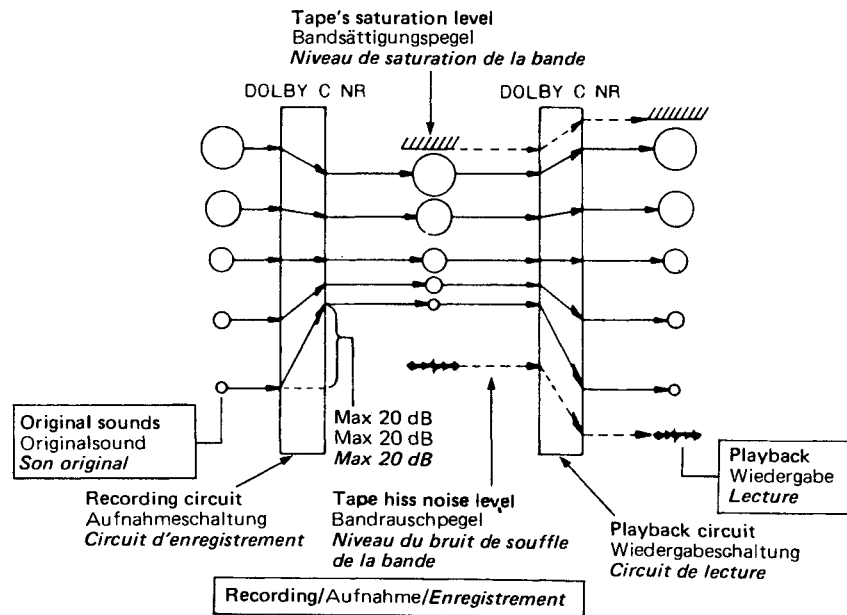 Tape's saturation level
Bandsättigungspegel
Niveau de saturation de la bande
DOLBY C NR
DOLBY C NR
Max 20 dB
Max 20 dB
Max 20 dB
Original sounds
Originalsound
Son original
Recording circuit
Aufnahmeschaltung
Circuit d'enregistrement
Tape hiss noise level
Bandrauschpegel
Niveau du bruit de souffle
de la bande
Playback
Wiedergabe
Lecture
Playback circuit
Wiedergabeschaltung
Circuit de lecture
Recording/Aufnahme/Enregistrement